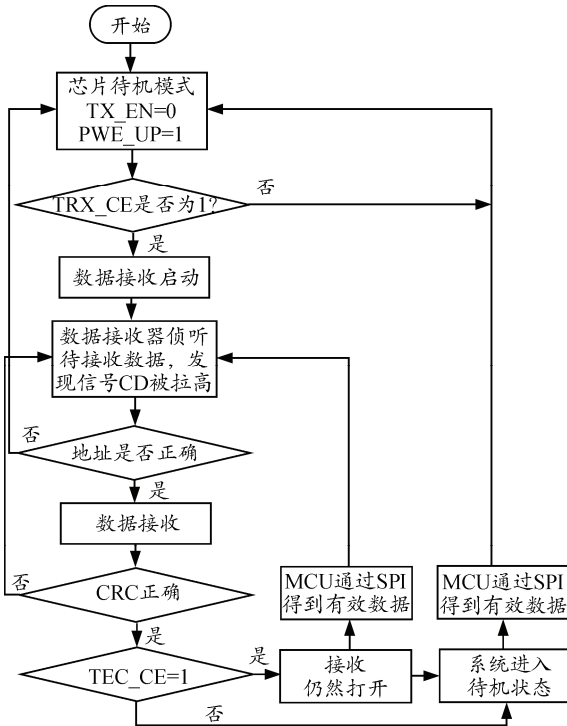 开始
芯片待机模式
TX_EN=0
PWE_UP=1
TRX_CE是否为1?
否
是
数据接收启动
数据接收器侦听
待接收数据，发
现信号CD被拉高
否
地址是否正确
是
数据接收
否
CRC正确
是
MCU通过SPI
得到有效数据
MCU通过SPI
得到有效数据
TEC_CE=1
是
接收
仍然打开
系统进入
待机状态
否